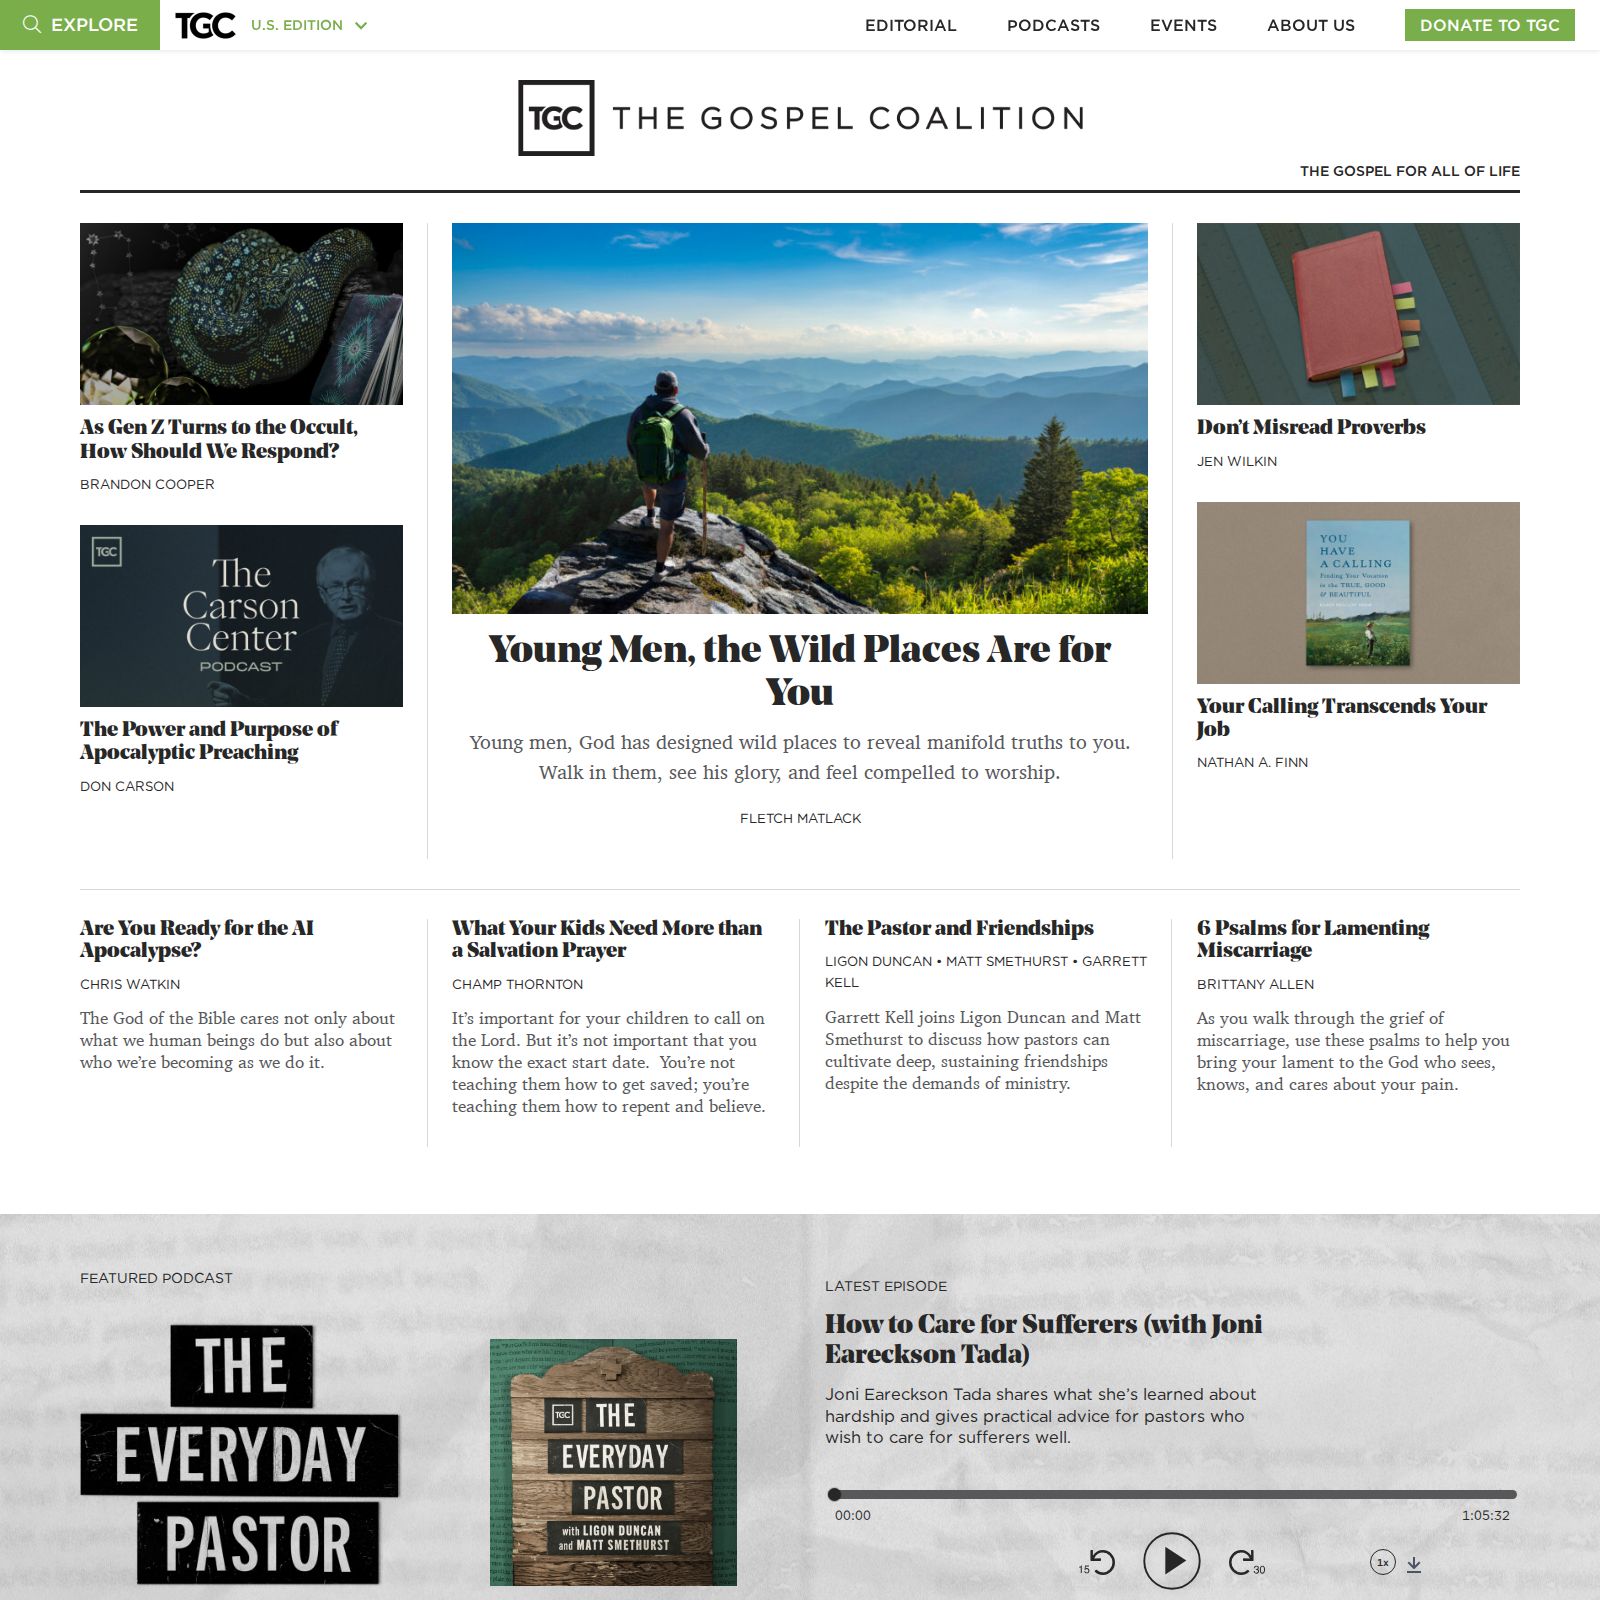 EXPLORE
TGC
U.S. EDITION
EDITORIAL
PODCASTS
EVENTS
ABOUT US
DONATE TO TGC
TGC THE GOSPEL COALITION
THE GOSPEL FOR ALL OF LIFE
As Gen Z Turns to the Occult,
How Should We Respond?
BRANDON COOPER
TGC
The
Carson
Center
PODCAST
The Power and Purpose of
Apocalyptic Preaching
DON CARSON
Young Men, the Wild Places Are for
You
Young men, God has designed wild places to reveal manifold truths to you.
Walk in them, see his glory, and feel compelled to worship.
FLETCH MATLACK
Don’t Misread Proverbs
JEN WILKIN
YOU
HAVE
A CALLING
Finding Your Vocation
in the TRUE, GOOD
& BEAUTIFUL
Your Calling Transcends Your
Job
NATHAN A. FINN
Are You Ready for the AI
Apocalypse?
CHRIS WATKIN
The God of the Bible cares not only about
what we human beings do but also about
who we’re becoming as we do it.
What Your Kids Need More than
a Salvation Prayer
CHAMP THORNTON
It’s important for your children to call on
the Lord. But it’s not important that you
know the exact start date.  You’re not
teaching them how to get saved; you’re
teaching them how to repent and believe.
The Pastor and Friendships
LIGON DUNCAN • MATT SMETHURST • GARRETT
KELL
Garrett Kell joins Ligon Duncan and Matt
Smethurst to discuss how pastors can
cultivate deep, sustaining friendships
despite the demands of ministry.
6 Psalms for Lamenting
Miscarriage
BRITTANY ALLEN
As you walk through the grief of
miscarriage, use these psalms to help you
bring your lament to the God who sees,
knows, and cares about your pain.
FEATURED PODCAST
THE
EVERYDAY
PASTOR
TGC THE
EVERYDAY
PASTOR
with LIGON DUNCAN
and MATT SMETHURST
LATEST EPISODE
How to Care for Sufferers (with Joni
Eareckson Tada)
Joni Eareckson Tada shares what she’s learned about
hardship and gives practical advice for pastors who
wish to care for sufferers well.
00:00
1:05:32
15
30
1x